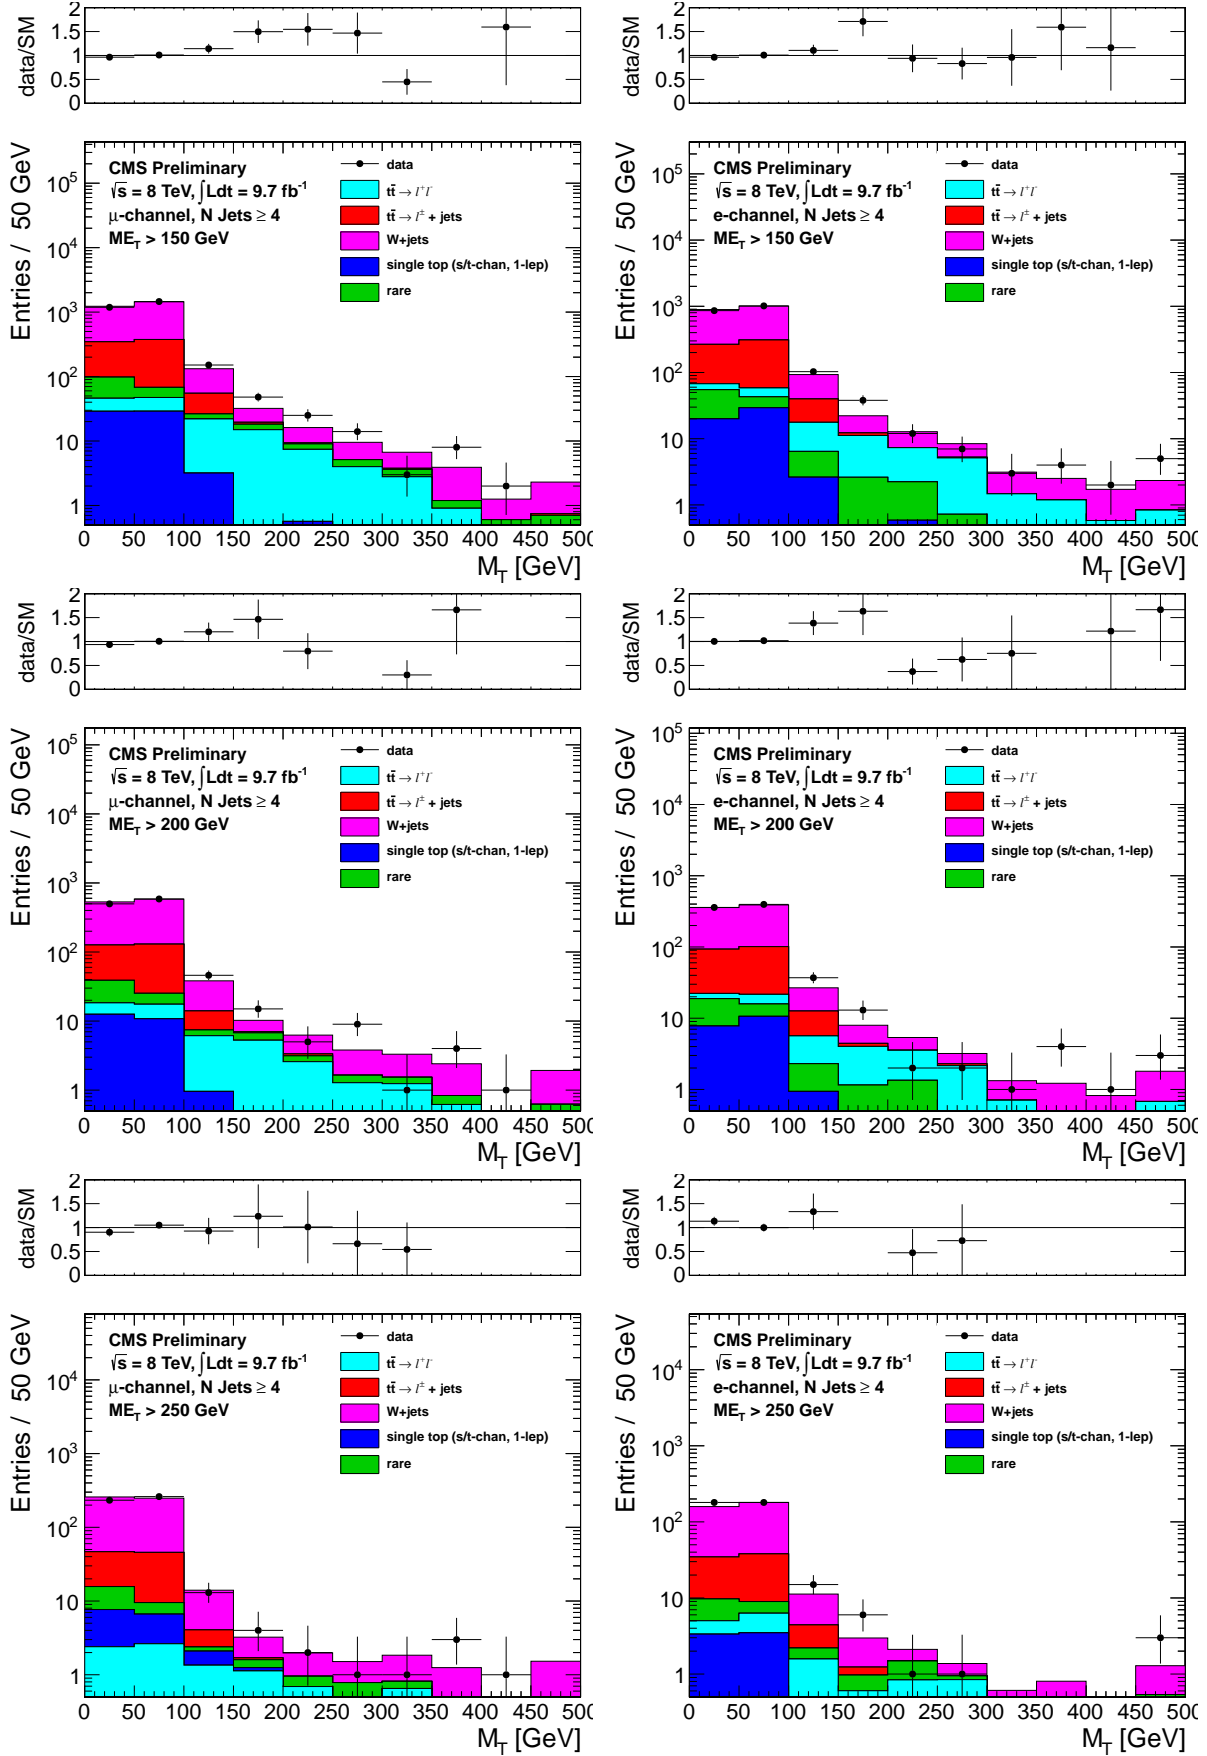 data/SM
2
1.5
1
0.5
0
data/SM
2
1.5
1
0.5
0
Entries / 50 GeV
10⁵
10⁴
10³
10²
10
1
CMS Preliminary
√s = 8 TeV, ∫Ldt = 9.7 fb⁻¹
μ-channel, N Jets ≥ 4
ME_T > 150 GeV
data
tt̄ → l⁺l⁻
tt̄ → l± + jets
W+jets
single top (s/t-chan, 1-lep)
rare
0 50 100 150 200 250 300 350 400 450 500
M_T [GeV]
Entries / 50 GeV
10⁵
10⁴
10³
10²
10
1
CMS Preliminary
√s = 8 TeV, ∫Ldt = 9.7 fb⁻¹
e-channel, N Jets ≥ 4
ME_T > 150 GeV
data
tt̄ → l⁺l⁻
tt̄ → l± + jets
W+jets
single top (s/t-chan, 1-lep)
rare
0 50 100 150 200 250 300 350 400 450 500
M_T [GeV]
data/SM
2
1.5
1
0.5
0
data/SM
2
1.5
1
0.5
0
Entries / 50 GeV
10⁵
10⁴
10³
10²
10
1
CMS Preliminary
√s = 8 TeV, ∫Ldt = 9.7 fb⁻¹
μ-channel, N Jets ≥ 4
ME_T > 200 GeV
data
tt̄ → l⁺l⁻
tt̄ → l± + jets
W+jets
single top (s/t-chan, 1-lep)
rare
0 50 100 150 200 250 300 350 400 450 500
M_T [GeV]
Entries / 50 GeV
10⁵
10⁴
10³
10²
10
1
CMS Preliminary
√s = 8 TeV, ∫Ldt = 9.7 fb⁻¹
e-channel, N Jets ≥ 4
ME_T > 200 GeV
data
tt̄ → l⁺l⁻
tt̄ → l± + jets
W+jets
single top (s/t-chan, 1-lep)
rare
0 50 100 150 200 250 300 350 400 450 500
M_T [GeV]
data/SM
2
1.5
1
0.5
0
data/SM
2
1.5
1
0.5
0
Entries / 50 GeV
10⁴
10³
10²
10
1
CMS Preliminary
√s = 8 TeV, ∫Ldt = 9.7 fb⁻¹
μ-channel, N Jets ≥ 4
ME_T > 250 GeV
data
tt̄ → l⁺l⁻
tt̄ → l± + jets
W+jets
single top (s/t-chan, 1-lep)
rare
0 50 100 150 200 250 300 350 400 450 500
M_T [GeV]
Entries / 50 GeV
10⁴
10³
10²
10
1
CMS Preliminary
√s = 8 TeV, ∫Ldt = 9.7 fb⁻¹
e-channel, N Jets ≥ 4
ME_T > 250 GeV
data
tt̄ → l⁺l⁻
tt̄ → l± + jets
W+jets
single top (s/t-chan, 1-lep)
rare
0 50 100 150 200 250 300 350 400 450 500
M_T [GeV]